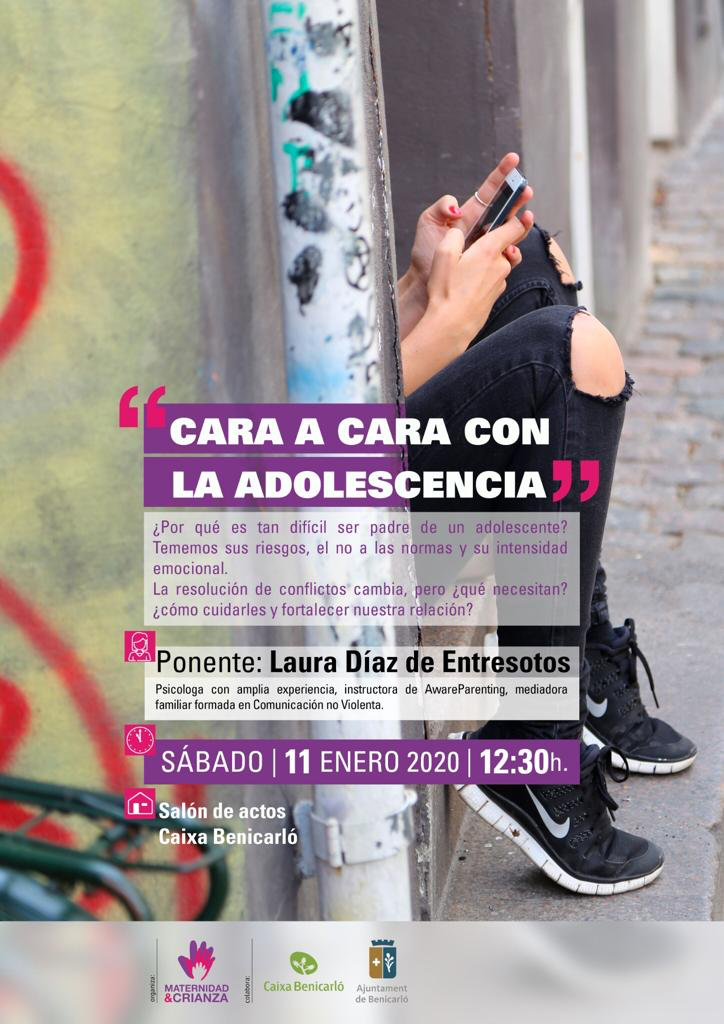 “CARA A CARA CON
LA ADOLESCENCIA”
¿Por qué es tan difícil ser padre de un adolescente?
Tememos sus riesgos, el no a las normas y su intensidad
emocional.
La resolución de conflictos cambia, pero ¿qué necesitan?
¿cómo cuidarles y fortalecer nuestra relación?
Ponente: Laura Díaz de Entresotos
Psicologa con amplia experiencia, instructora de AwareParenting, mediadora
familiar formada en Comunicación no Violenta.
SÁBADO | 11 ENERO 2020 | 12:30h.
Salón de actos
Caixa Benicarló
organiza:
MATERNIDAD
&CRIANZA
colabora:
Caixa Benicarló
Ajuntament
de Benicarló